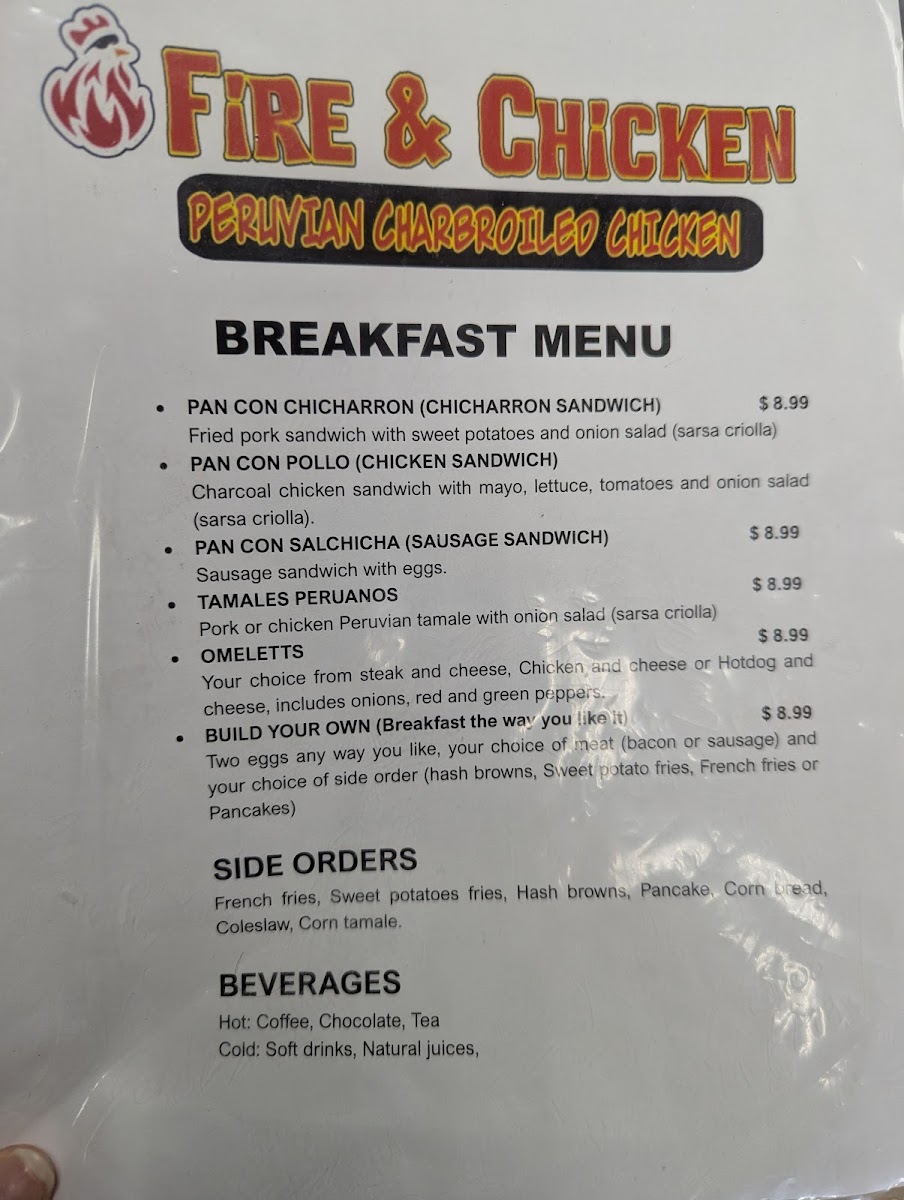 FIRE & CHICKEN
PERUVIAN CHARBROILED CHICKEN
BREAKFAST MENU
• PAN CON CHICHARRON (CHICHARRON SANDWICH) $ 8.99
Fried pork sandwich with sweet potatoes and onion salad (sarsa criolla)
• PAN CON POLLO (CHICKEN SANDWICH)
Charcoal chicken sandwich with mayo, lettuce, tomatoes and onion salad
(sarsa criolla).
• PAN CON SALCHICHA (SAUSAGE SANDWICH) $ 8.99
Sausage sandwich with eggs.
• TAMALES PERUANOS $ 8.99
Pork or chicken Peruvian tamale with onion salad (sarsa criolla)
• OMELETTS $ 8.99
Your choice from steak and cheese, Chicken and cheese or Hotdog and
cheese, includes onions, red and green peppers.
• BUILD YOUR OWN (Breakfast the way you like it) $ 8.99
Two eggs any way you like, your choice of meat (bacon or sausage) and
your choice of side order (hash browns, Sweet potato fries, French fries or
Pancakes)
SIDE ORDERS
French fries, Sweet potatoes fries, Hash browns, Pancake, Corn bread,
Coleslaw, Corn tamale.
BEVERAGES
Hot: Coffee, Chocolate, Tea
Cold: Soft drinks, Natural juices,